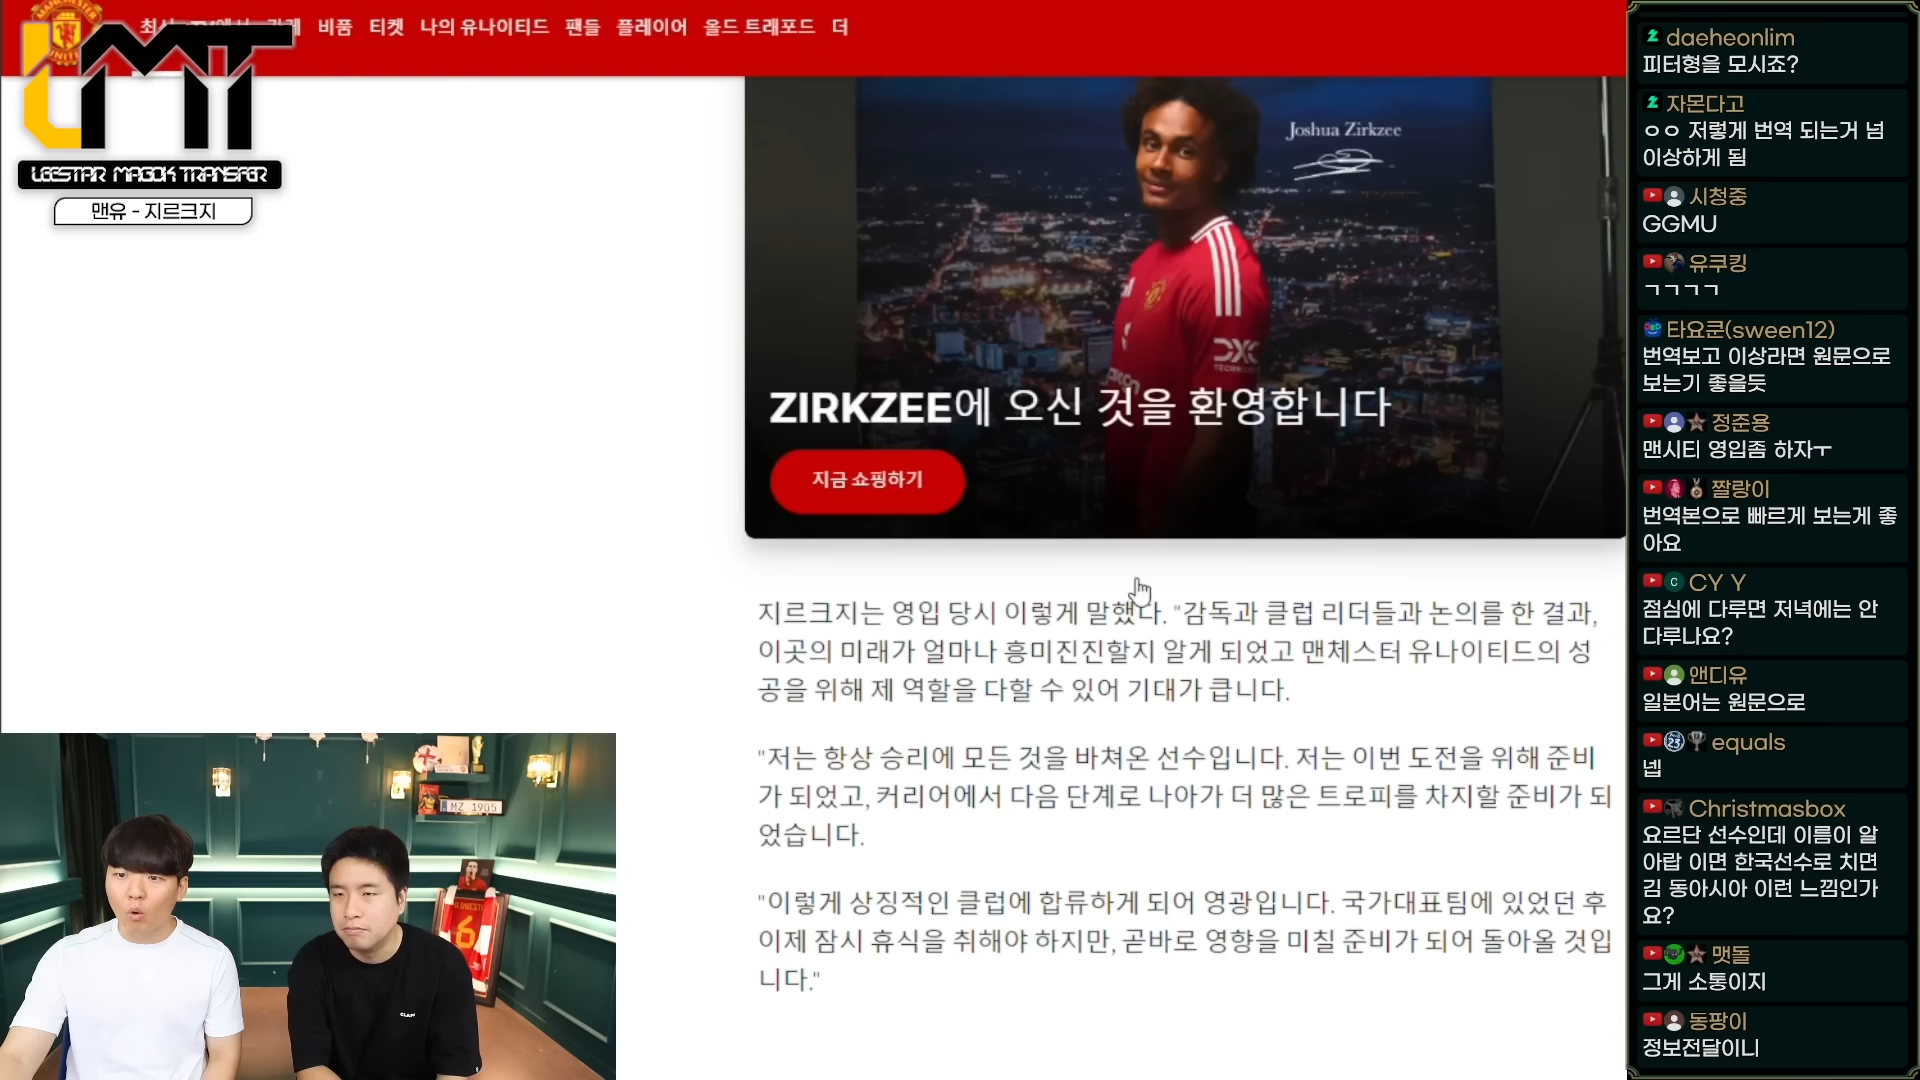 최신
비품 티켓 나의 유나이티드 팬들 플레이어 올드 트래포드 더
LEESTAR MAGOK TRANSFER
맨유 - 지르크지
Joshua Zirkzee
ZIRKZEE에 오신 것을 환영합니다
지금 쇼핑하기
지르크지는 영입 당시 이렇게 말했다. "감독과 클럽 리더들과 논의를 한 결과,
이곳의 미래가 얼마나 흥미진진할지 알게 되었고 맨체스터 유나이티드의 성
공을 위해 제 역할을 다할 수 있어 기대가 큽니다.
"저는 항상 승리에 모든 것을 바쳐온 선수입니다. 저는 이번 도전을 위해 준비
가 되었고, 커리어에서 다음 단계로 나아가 더 많은 트로피를 차지할 준비가 되
었습니다.
"이렇게 상징적인 클럽에 합류하게 되어 영광입니다. 국가대표팀에 있었던 후
이제 잠시 휴식을 취해야 하지만, 곧바로 영향을 미칠 준비가 되어 돌아올 것입
니다."
MZ 1905
6
daeheonlim
피터형을 모시죠?
자몬다고
ㅇㅇ 저렇게 번역 되는거 넘
이상하게 됨
시청중
GGMU
유쿠킹
ㄱㄱㄱㄱ
타요쿤(sween12)
번역보고 이상라면 원문으로
보는기 좋을듯
정준용
맨시티 영입좀 하자ㅜ
짤랑이
번역본으로 빠르게 보는게 좋
아요
CY Y
점심에 다루면 저녁에는 안
다루나요?
앤디유
일본어는 원문으로
equals
넵
Christmasbox
요르단 선수인데 이름이 알
아랍 이면 한국선수로 치면
김 동아시아 이런 느낌인가
요?
맷돌
그게 소통이지
동팡이
정보전달이니